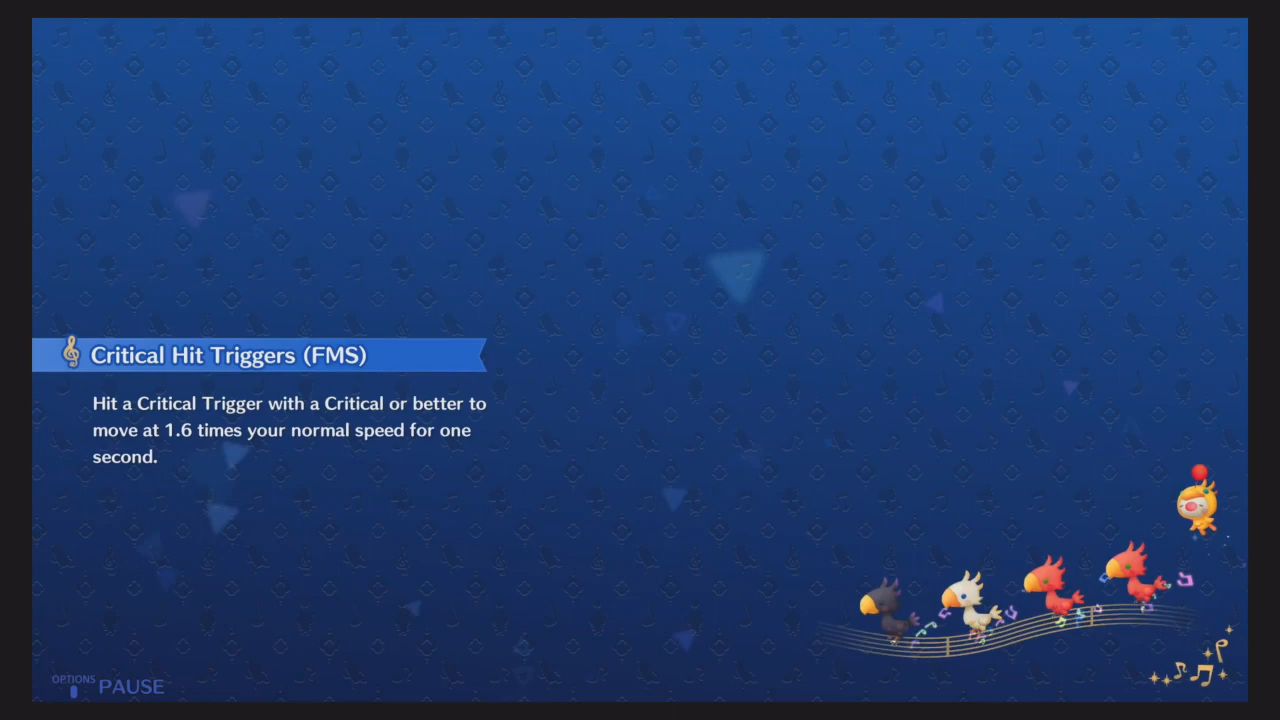 Critical Hit Triggers (FMS)
Hit a Critical Trigger with a Critical or better to
move at 1.6 times your normal speed for one
second.
OPTIONS
PAUSE